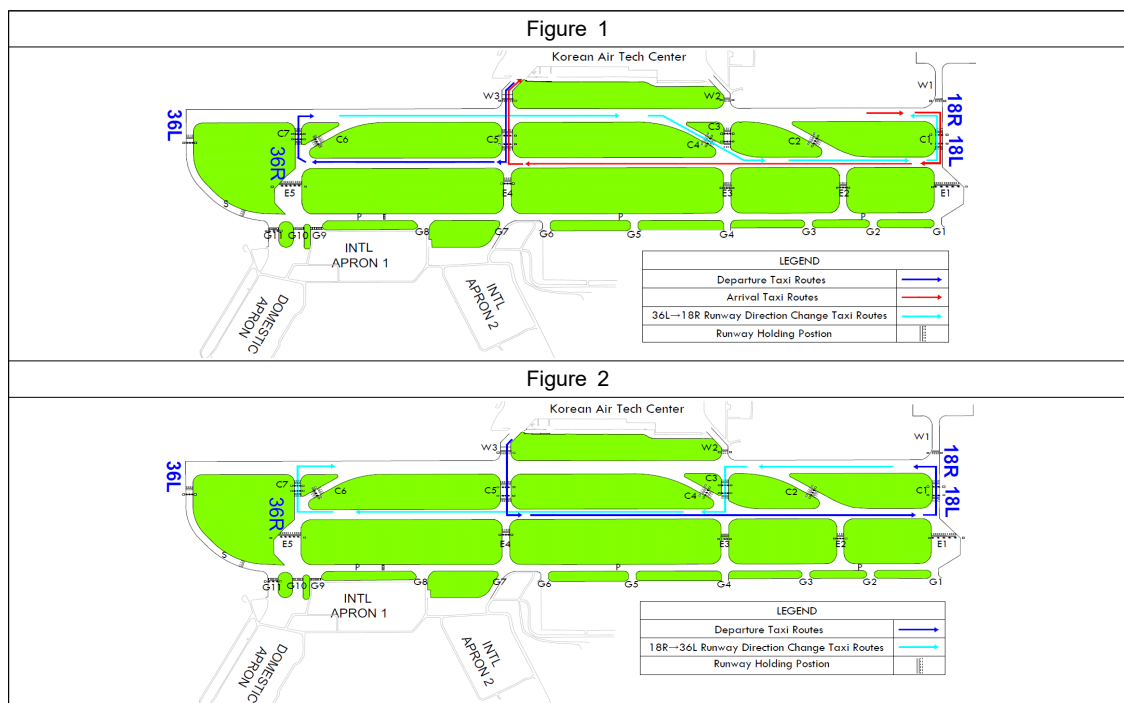 Figure 1
Korean Air Tech Center
W3
W2
W1
36L
18R
C7
C6
C5
C3
C4
C2
C1
36R
18L
E5
E4
E3
E2
E1
S
P
P
P
G11
G10
G9
G8
G7
G6
G5
G4
G3
G2
G1
INTL
APRON 1
INTL
APRON 2
DOMESTIC
APRON
LEGEND
Departure Taxi Routes
Arrival Taxi Routes
36L→18R Runway Direction Change Taxi Routes
Runway Holding Postion
Figure 2
Korean Air Tech Center
W3
W2
W1
36L
18R
C7
C6
C5
C3
C4
C2
C1
36R
18L
E5
E4
E3
E2
E1
S
P
P
P
G11
G10
G9
G8
G7
G6
G5
G4
G3
G2
G1
INTL
APRON 1
INTL
APRON 2
DOMESTIC
APRON
LEGEND
Departure Taxi Routes
18R→36L Runway Direction Change Taxi Routes
Runway Holding Postion